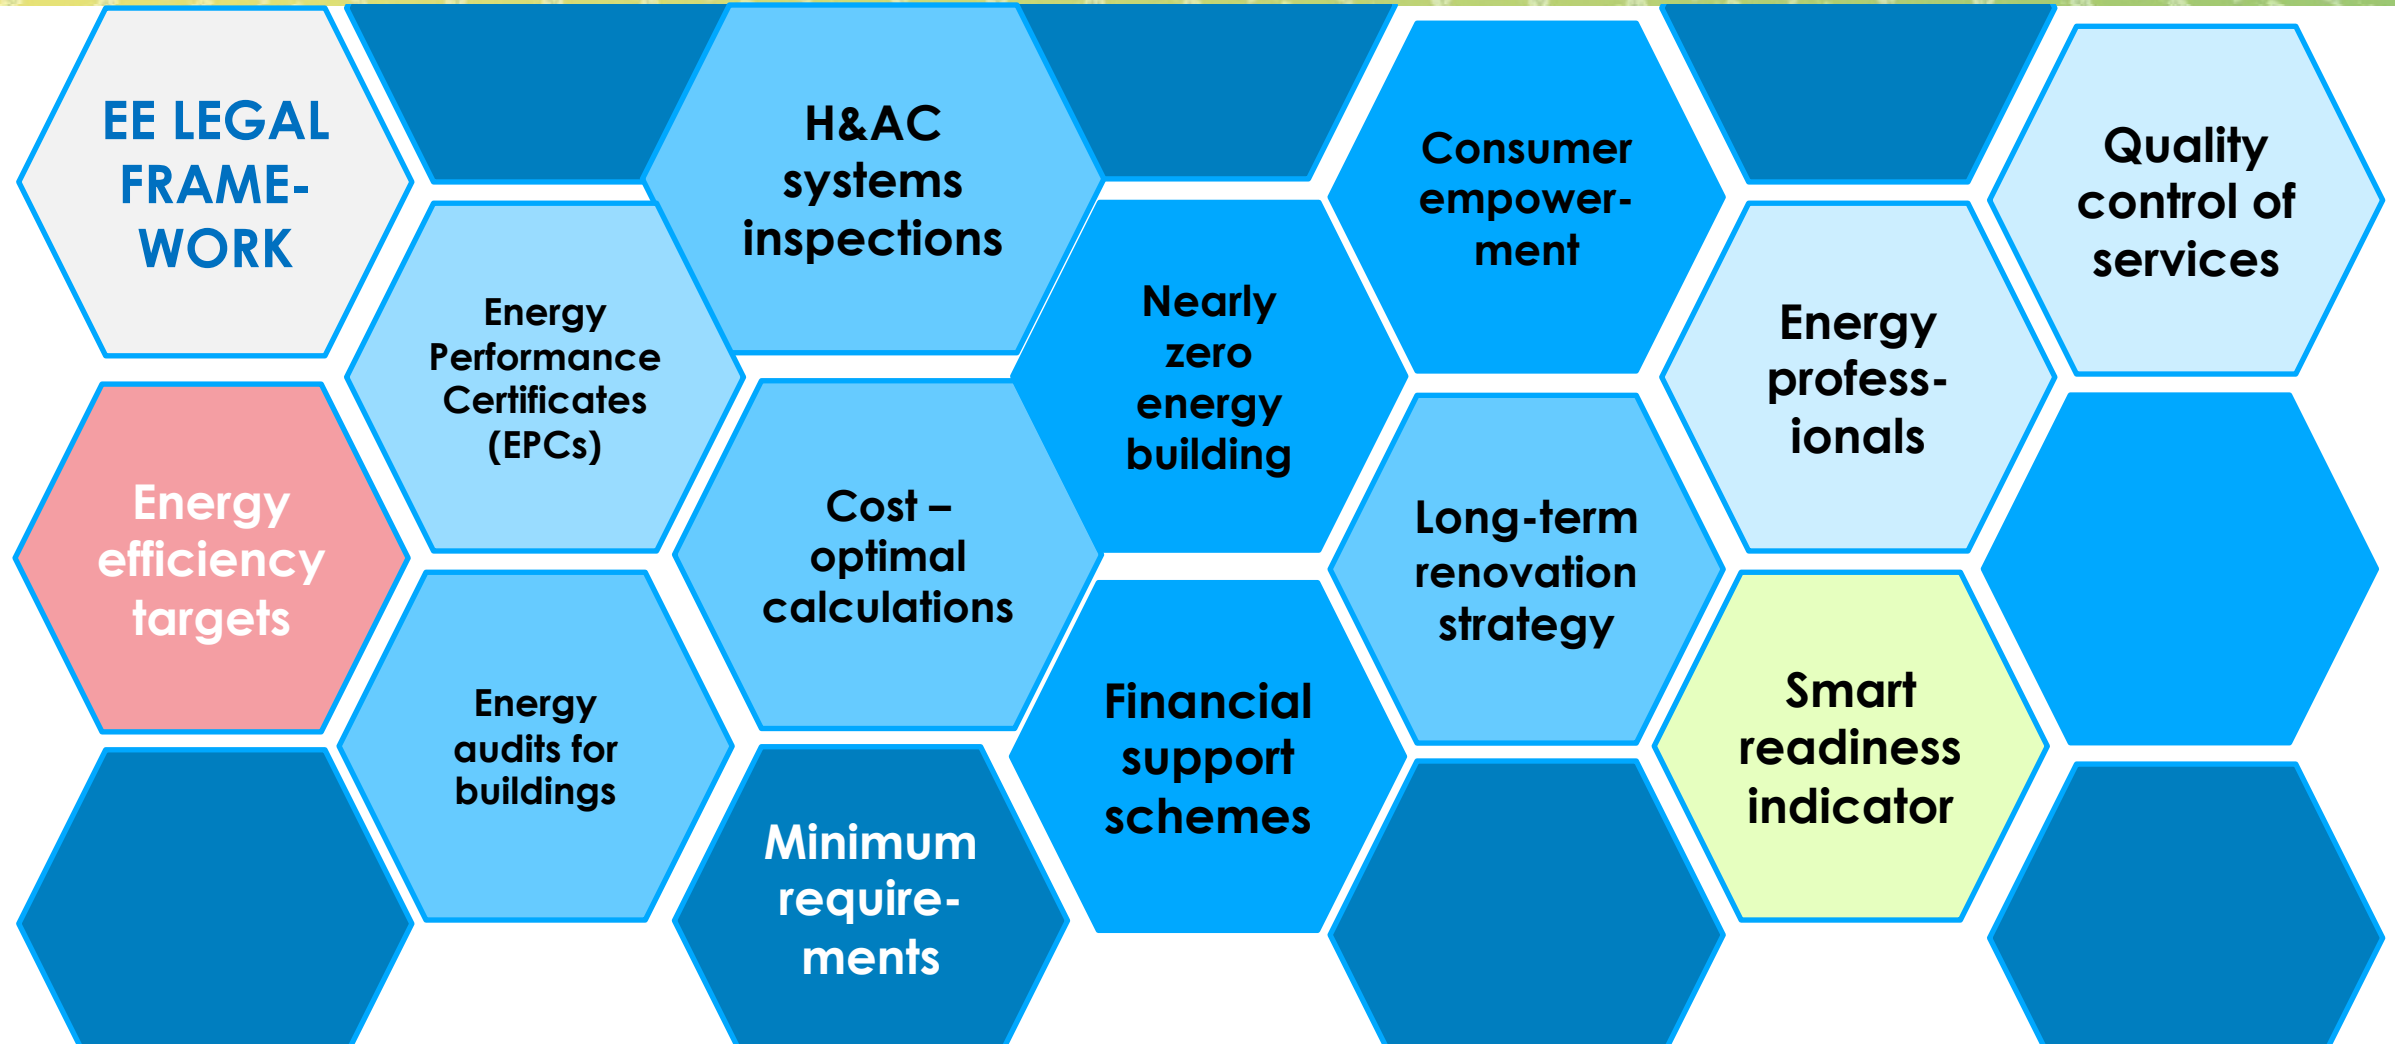 EE LEGAL
FRAME-
WORK
Energy
efficiency
targets
Energy
Performance
Certificates
(EPCs)
Energy
audits for
buildings
H&AC
systems
inspections
Cost –
optimal
calculations
Minimum
require-
ments
Nearly
zero
energy
building
Financial
support
schemes
Consumer
empower-
ment
Long-term
renovation
strategy
Energy
profess-
ionals
Smart
readiness
indicator
Quality
control of
services